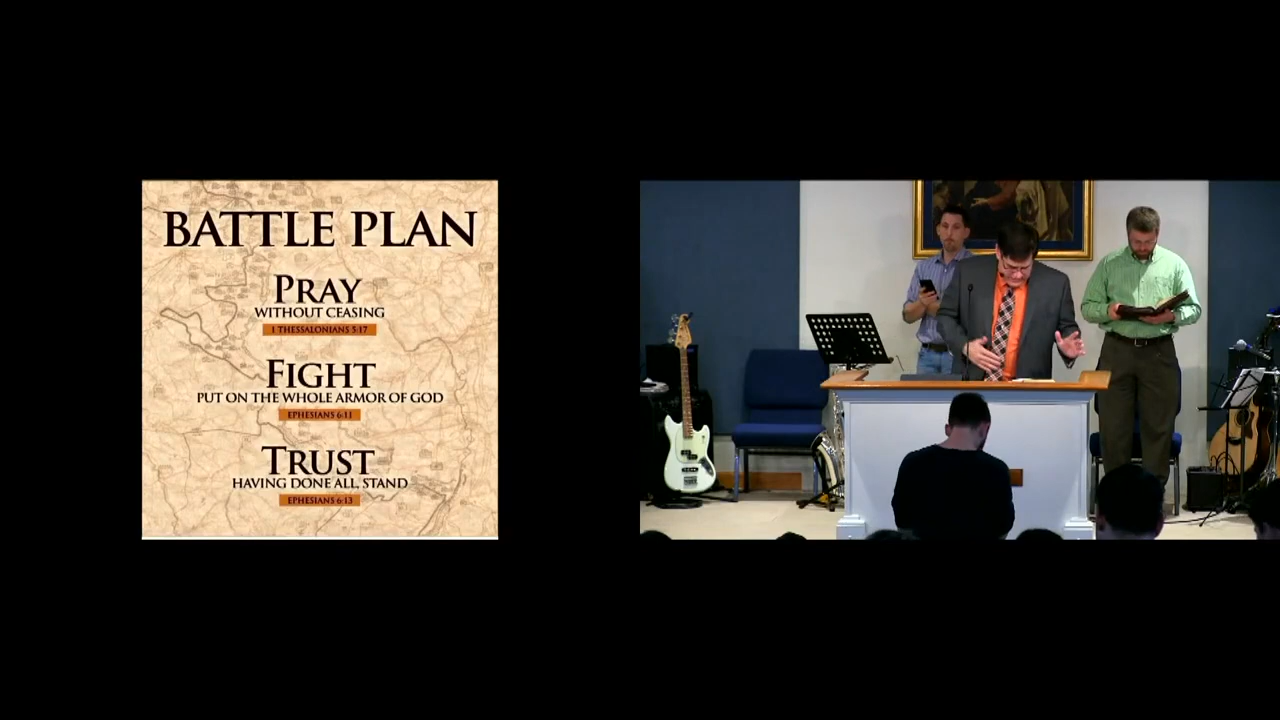 BATTLE PLAN
PRAY
WITHOUT CEASING
1 THESSALONIANS 5:17
FIGHT
PUT ON THE WHOLE ARMOR OF GOD
EPHESIANS 6:11
TRUST
HAVING DONE ALL, STAND
EPHESIANS 6:13